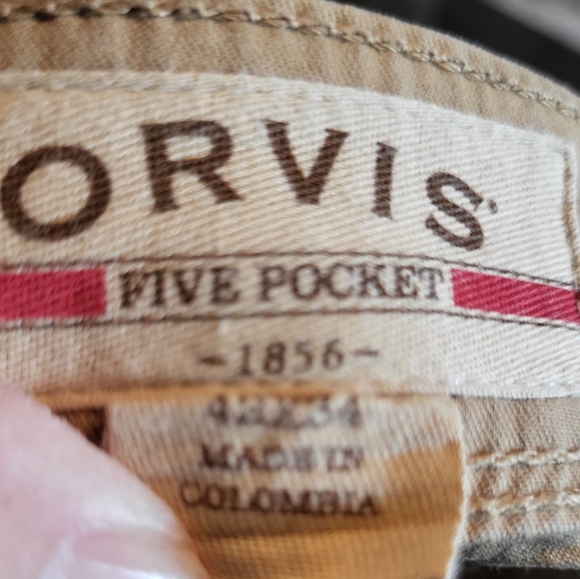 ORVIS
FIVE POCKET
~1856~
MADE IN
COLOMBIA